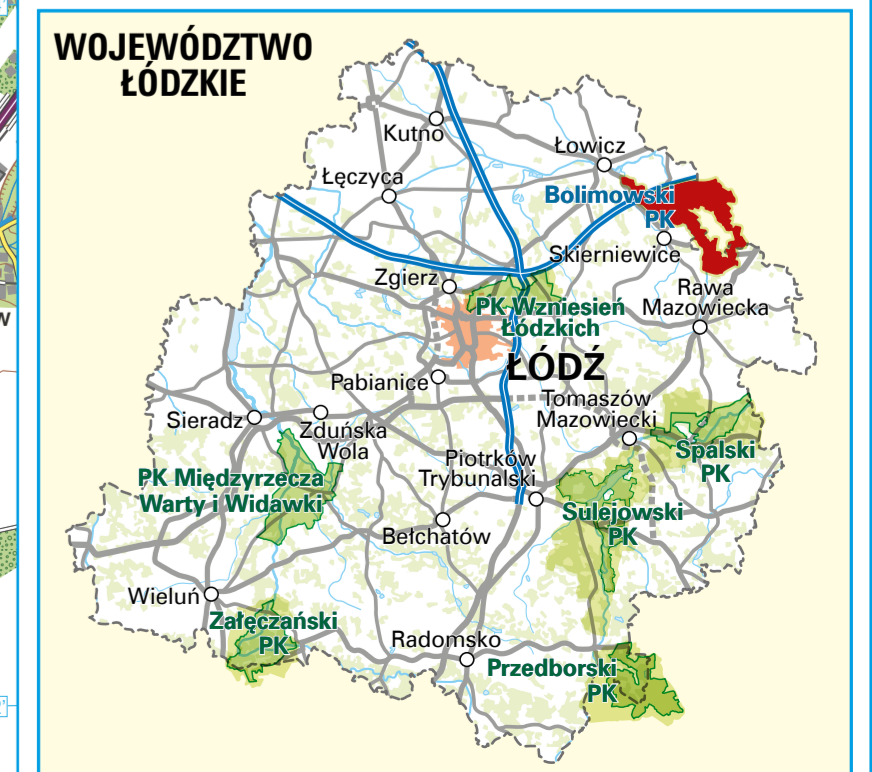 WOJEWÓDZTWO
ŁÓDZKIE
Kutno
Łowicz
Łęczyca
Bolimowski
PK
Skierniewice
Zgierz
Rawa
Mazowiecka
PK Wzniesień
Łódzkich
ŁÓDŹ
Pabianice
Tomaszów
Mazowiecki
Sieradz
Zduńska
Wola
Spalski
PK
Piotrków
Trybunalski
PK Międzyrzecza
Warty i Widawki
Sulejowski
PK
Bełchatów
Wieluń
Załęczański
PK
Radomsko
Przedborski
PK